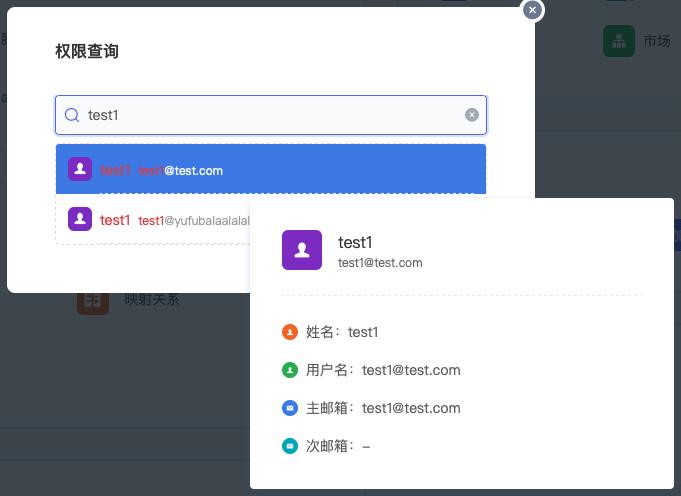 市场
权限查询
test1
test1 test1@test.com
test1 test1@yufubalaalalal
test1
test1@test.com
映射关系
姓名：test1
用户名：test1@test.com
主邮箱：test1@test.com
次邮箱：–